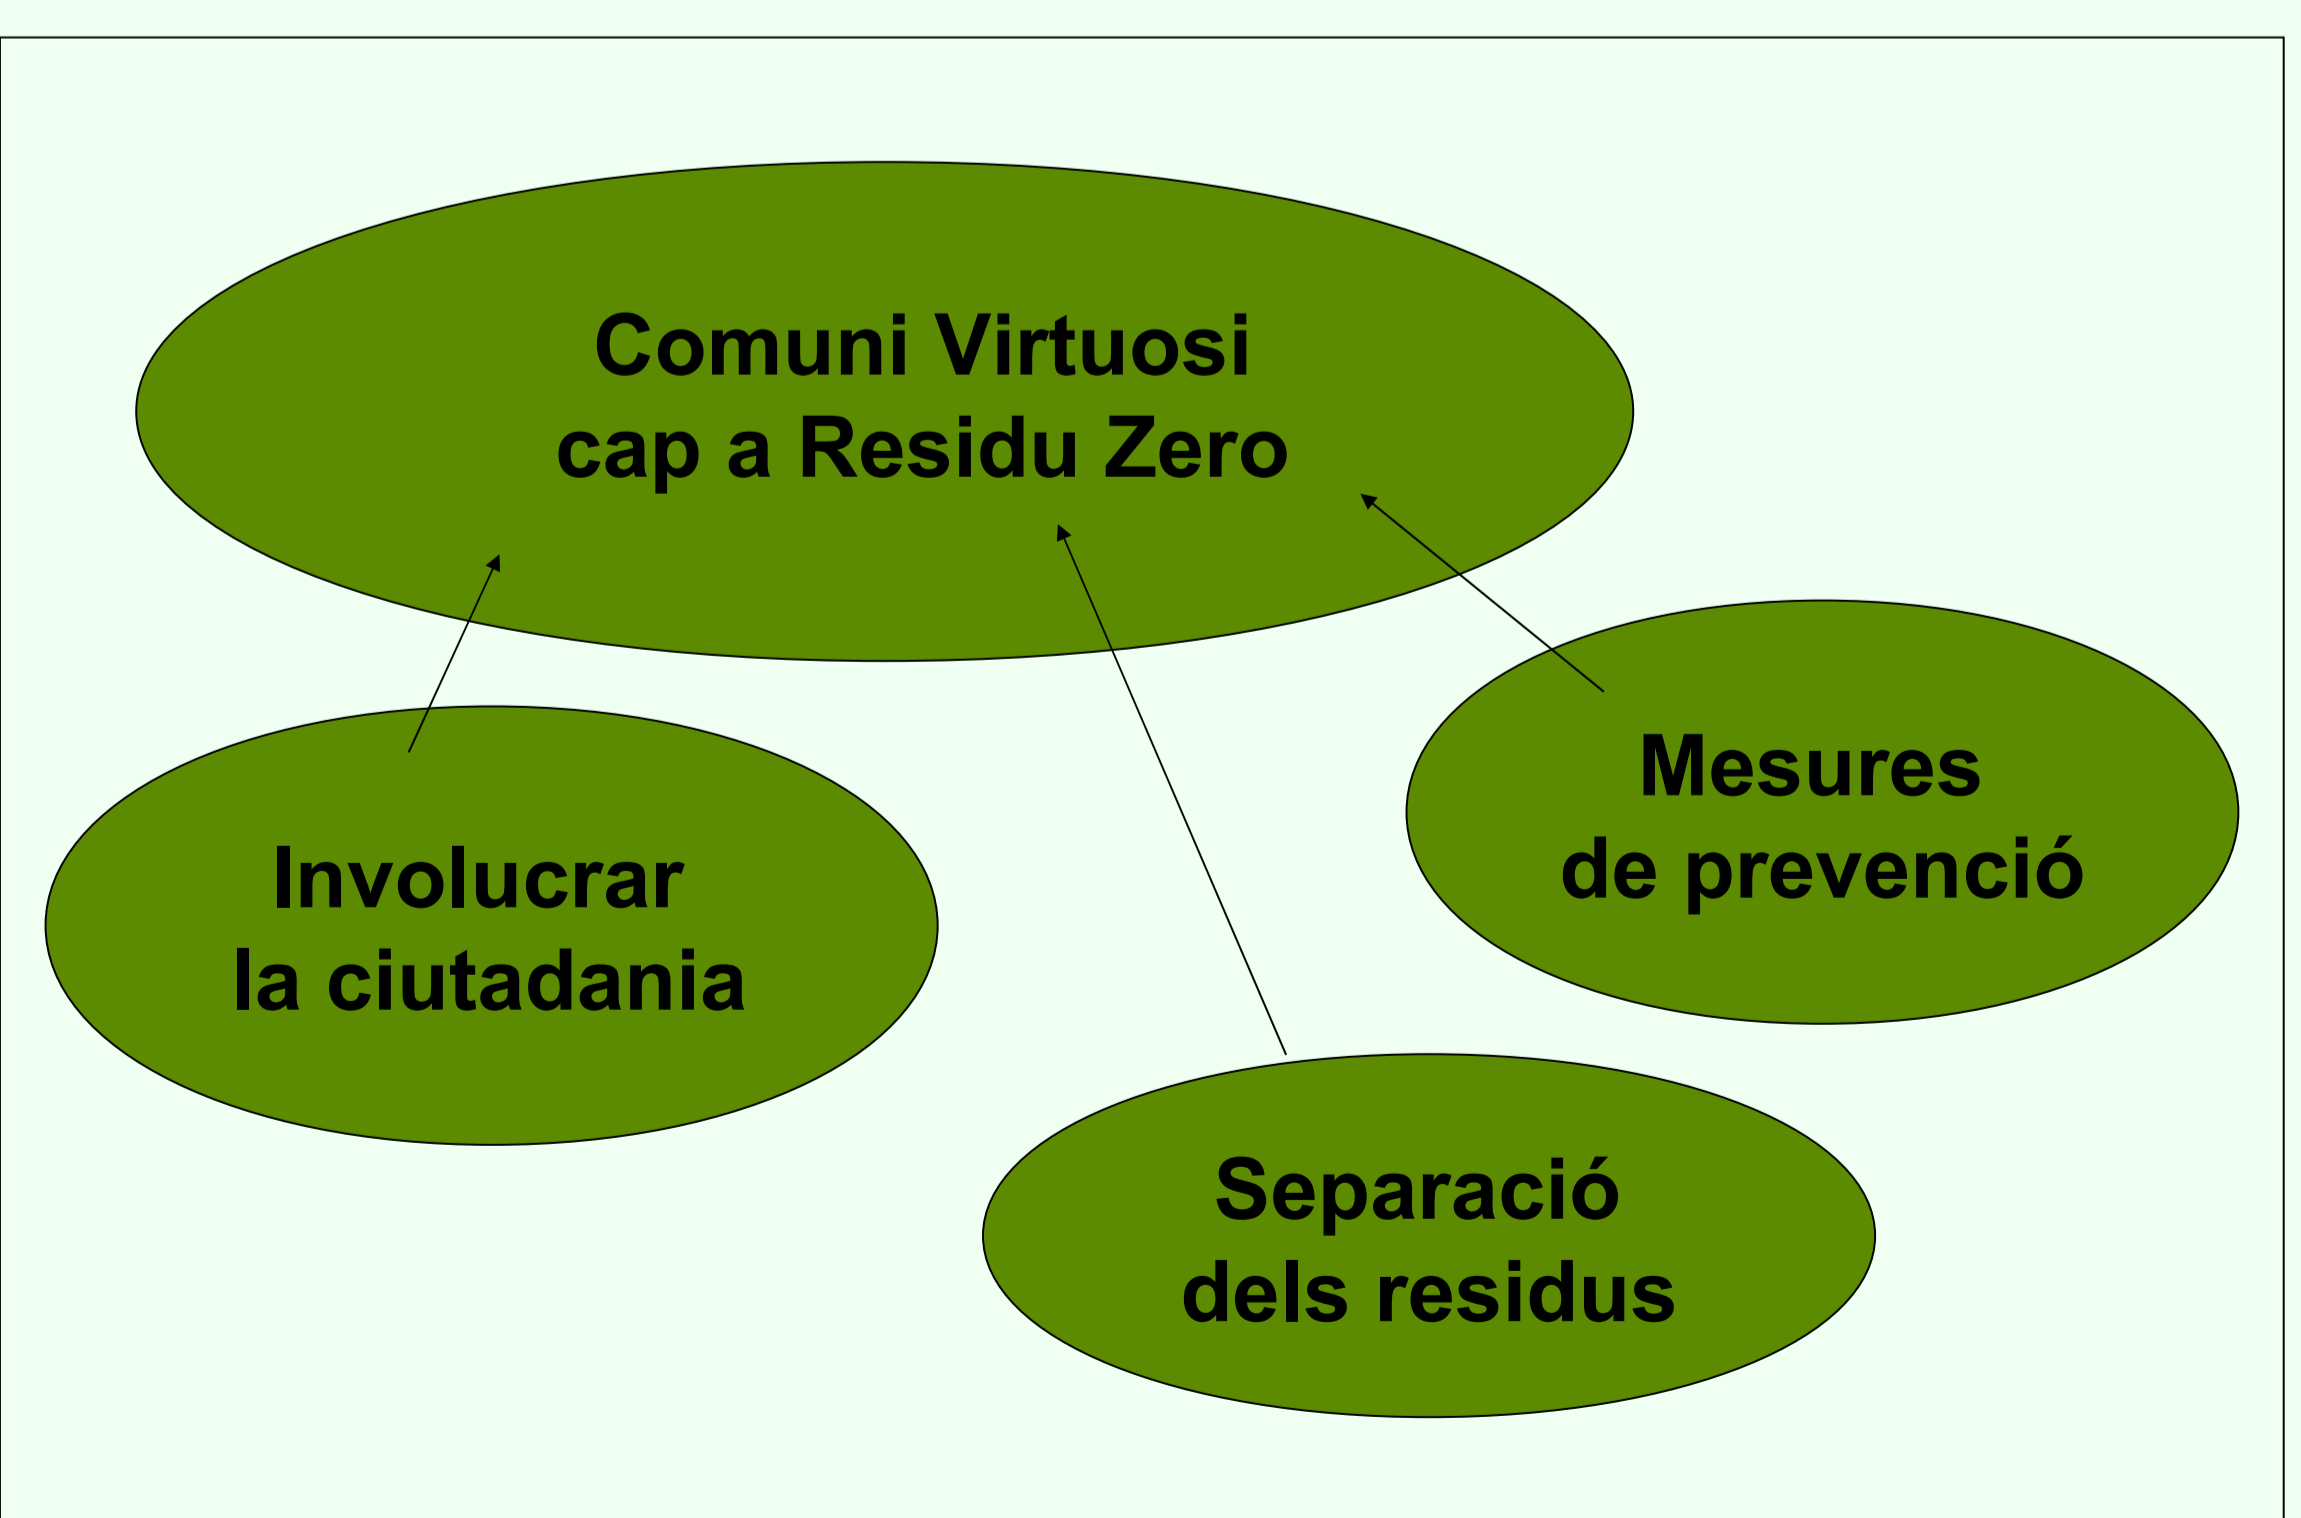 Comuni Virtuosi
cap a Residu Zero
Involucrar
la ciutadania
Mesures
de prevenció
Separació
dels residus